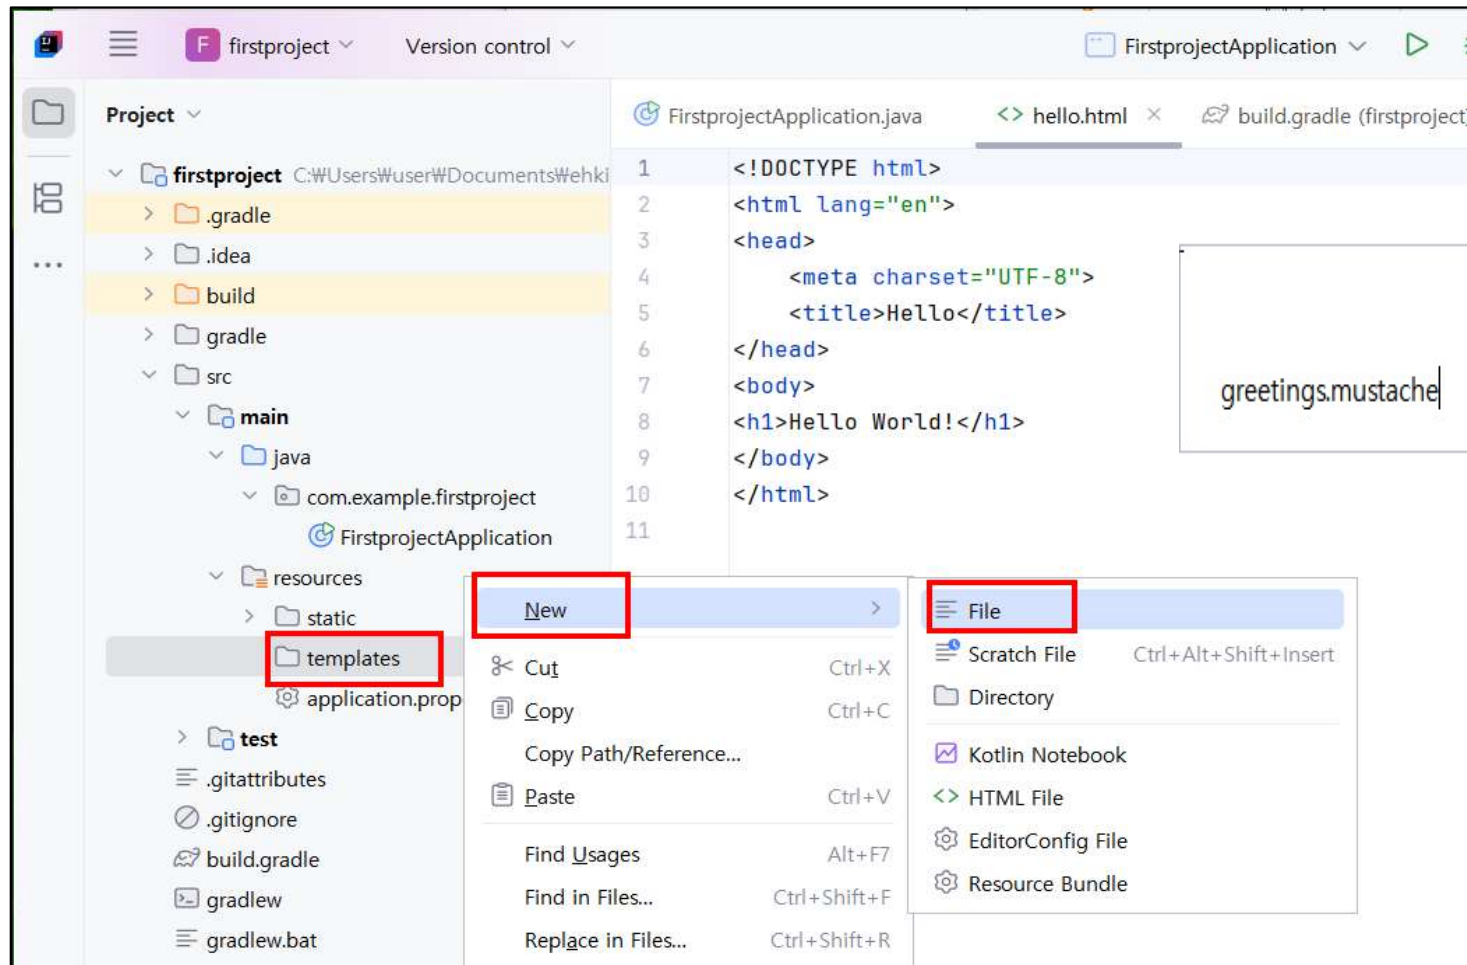 F firstproject Version control FirstprojectApplication
Project
firstproject C:₩Users₩user₩Documents₩ehki
.gradle
.idea
build
gradle
src
main
java
com.example.firstproject
FirstprojectApplication
resources
static
templates
application.prop
test
.gitattributes
.gitignore
build.gradle
gradlew
gradlew.bat
FirstprojectApplication.java <> hello.html × build.gradle (firstproject)
1 <!DOCTYPE html>
2 <html lang="en">
3 <head>
4 <meta charset="UTF-8">
5 <title>Hello</title>
6 </head>
7 <body>
8 <h1>Hello World!</h1>
9 </body>
10 </html>
11
greetings.mustache
New
Cut Ctrl+X
Copy Ctrl+C
Copy Path/Reference...
Paste Ctrl+V
Find Usages Alt+F7
Find in Files... Ctrl+Shift+F
Replace in Files... Ctrl+Shift+R
File
Scratch File Ctrl+Alt+Shift+Insert
Directory
Kotlin Notebook
<> HTML File
EditorConfig File
Resource Bundle